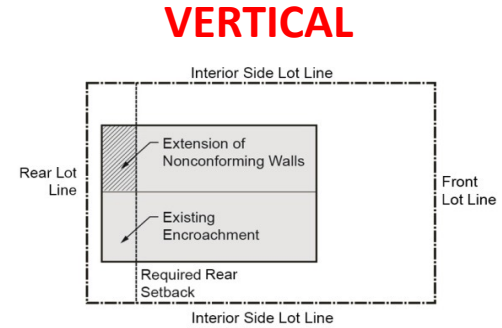 VERTICAL
Interior Side Lot Line
Extension of
Nonconforming Walls
Rear Lot
Line
Front
Lot Line
Existing
Encroachment
Required Rear
Setback
Interior Side Lot Line